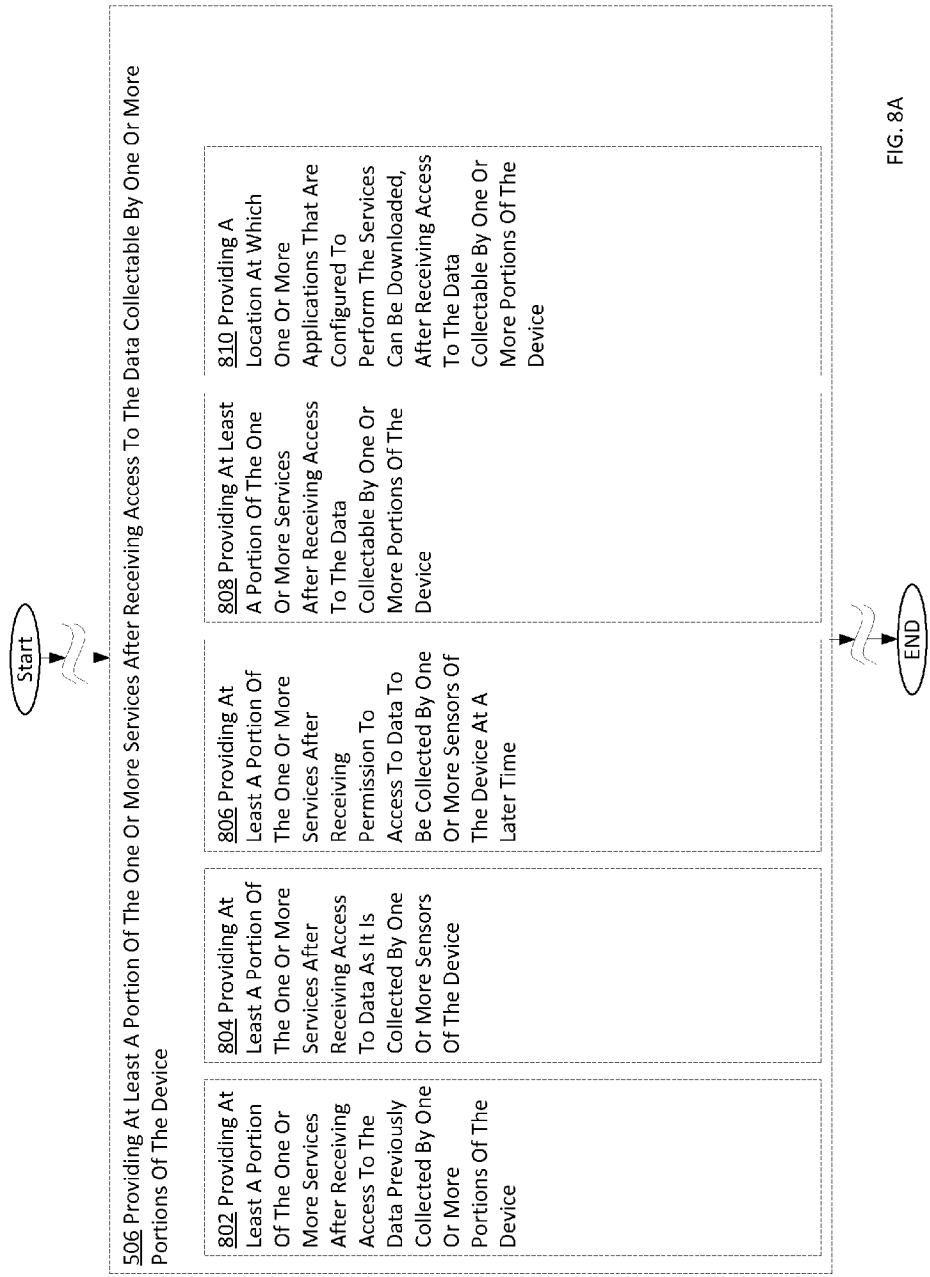 Start
506 Providing At Least A Portion Of The One Or More Services After Receiving Access To The Data Collectable By One Or More
Portions Of The Device
802 Providing At
Least A Portion
Of The One Or
More Services
After Receiving
Access To The
Data Previously
Collected By One
Or More
Portions Of The
Device
804 Providing At
Least A Portion Of
The One Or More
Services After
Receiving Access
To Data As It Is
Collected By One
Or More Sensors
Of The Device
806 Providing At
Least A Portion Of
The One Or More
Services After
Receiving
Permission To
Access To Data To
Be Collected By One
Or More Sensors Of
The Device At A
Later Time
808 Providing At Least
A Portion Of The One
Or More Services
After Receiving Access
To The Data
Collectable By One Or
More Portions Of The
Device
810 Providing A
Location At Which
One Or More
Applications That Are
Configured To
Perform The Services
Can Be Downloaded,
After Receiving Access
To The Data
Collectable By One Or
More Portions Of The
Device
END
FIG. 8A